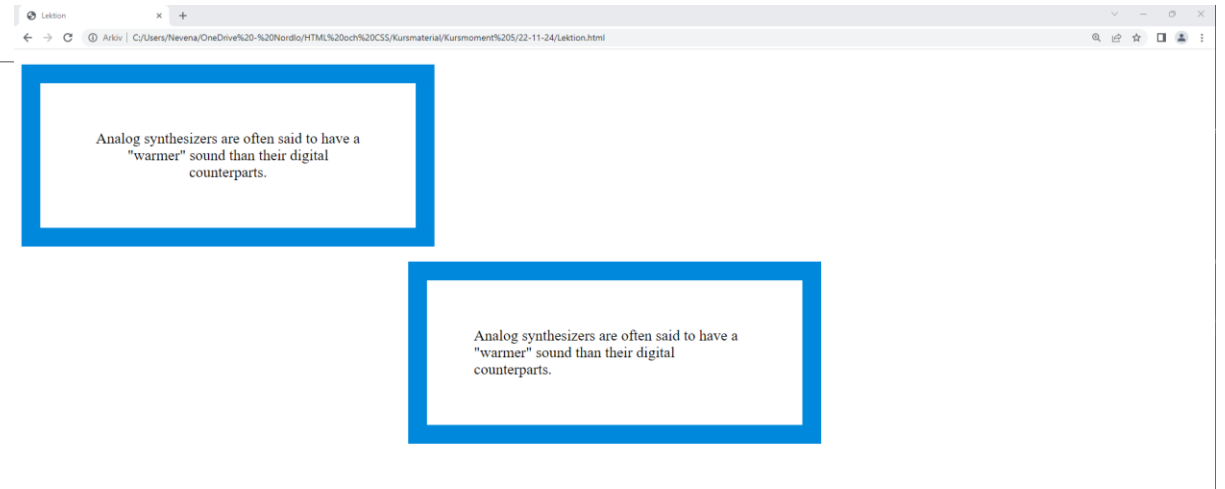 Lektion
Arkiv | C:/Users/Nevena/OneDrive%20-%20Nordlo/HTML%20och%20CSS/Kursmaterial/Kursmoment%205/22-11-24/Lektion.html
Analog synthesizers are often said to have a
"warmer" sound than their digital
counterparts.
Analog synthesizers are often said to have a
"warmer" sound than their digital
counterparts.